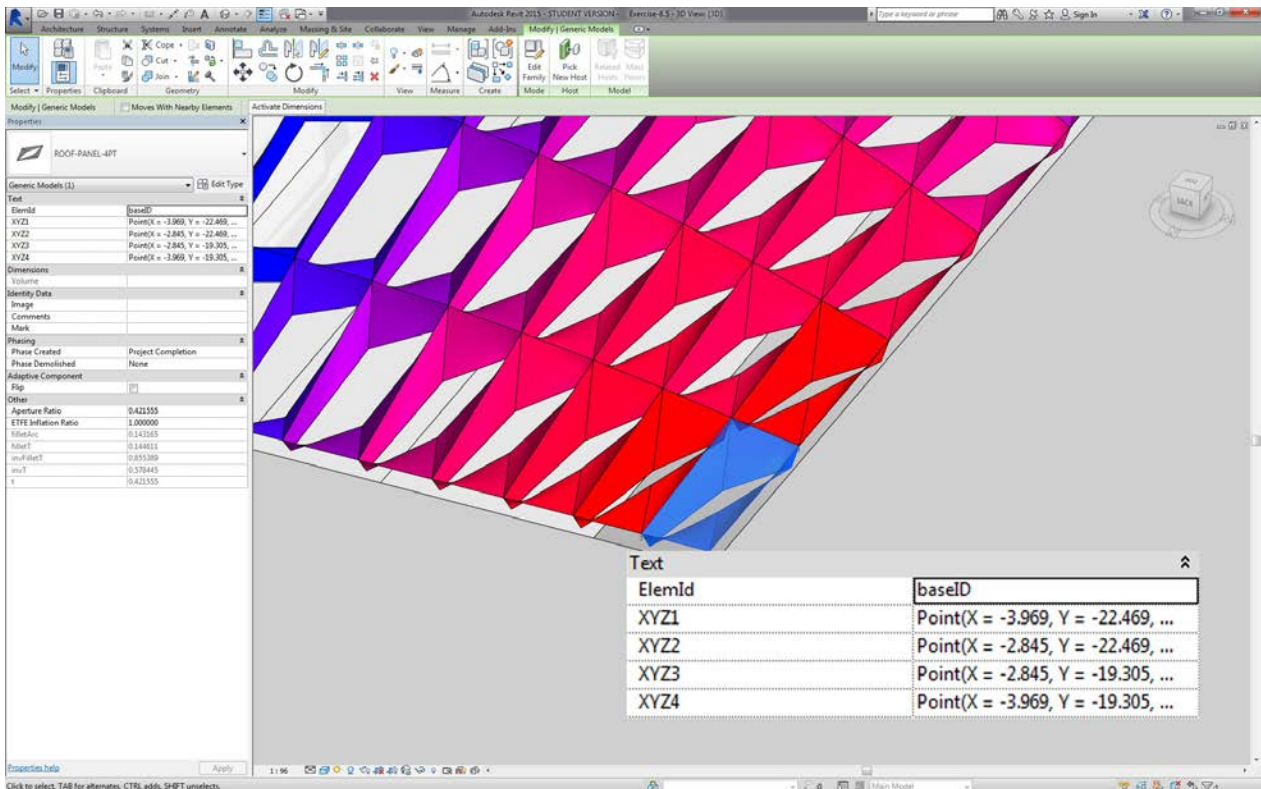 Autodesk Revit 2015 - STUDENT VERSION - Exercise-8.5 - 3D View: {3D}
Type a keyword or phrase
Sign In
Architecture Structure Systems Insert Annotate Analyze Massing & Site Collaborate View Manage Add-Ins Modify | Generic Models
Modify
Paste
Cope
Cut
Join
Edit Family
Pick New Host
Related Hosts
Mass Floors
Select Properties Clipboard Geometry Modify View Measure Create Mode Host Model
Modify | Generic Models Moves With Nearby Elements Activate Dimensions
Properties
ROOF-PANEL-4PT
Generic Models (1) Edit Type
Text
ElemId baseID
XYZ1 Point(X = -3.969, Y = -22.469, ...
XYZ2 Point(X = -2.845, Y = -22.469, ...
XYZ3 Point(X = -2.845, Y = -19.305, ...
XYZ4 Point(X = -3.969, Y = -19.305, ...
Dimensions
Volume
Identity Data
Image
Comments
Mark
Phasing
Phase Created Project Completion
Phase Demolished None
Adaptive Component
Flip
Other
Aperture Ratio 0.421555
ETFE Inflation Ratio 1.000000
filletArc 0.143165
filletT 0.144611
invFilletT 0.855389
invT 0.578445
t 0.421555
BACK
Text
ElemId baseID
XYZ1 Point(X = -3.969, Y = -22.469, ...
XYZ2 Point(X = -2.845, Y = -22.469, ...
XYZ3 Point(X = -2.845, Y = -19.305, ...
XYZ4 Point(X = -3.969, Y = -19.305, ...
Properties help Apply
1 : 96
Click to select, TAB for alternates, CTRL adds, SHIFT unselects.
:0
Main Model